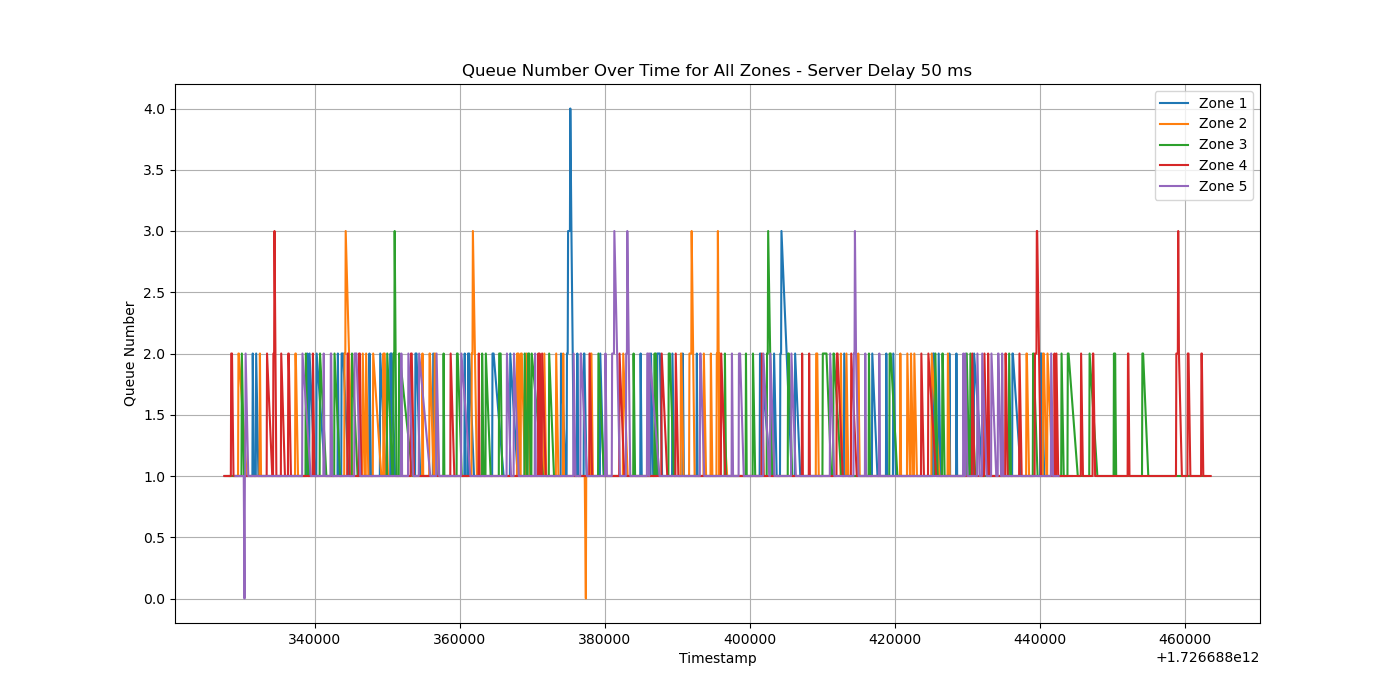 Queue Number Over Time for All Zones - Server Delay 50 ms
Zone 1
Zone 2
Zone 3
Zone 4
Zone 5
Queue Number
4.0
3.5
3.0
2.5
2.0
1.5
1.0
0.5
0.0
340000
360000
380000
400000
420000
440000
460000
Timestamp
+1.726688e12